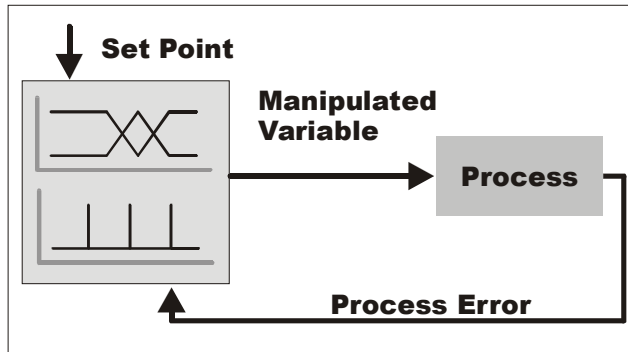 Set Point
Manipulated
Variable
Process
Process Error